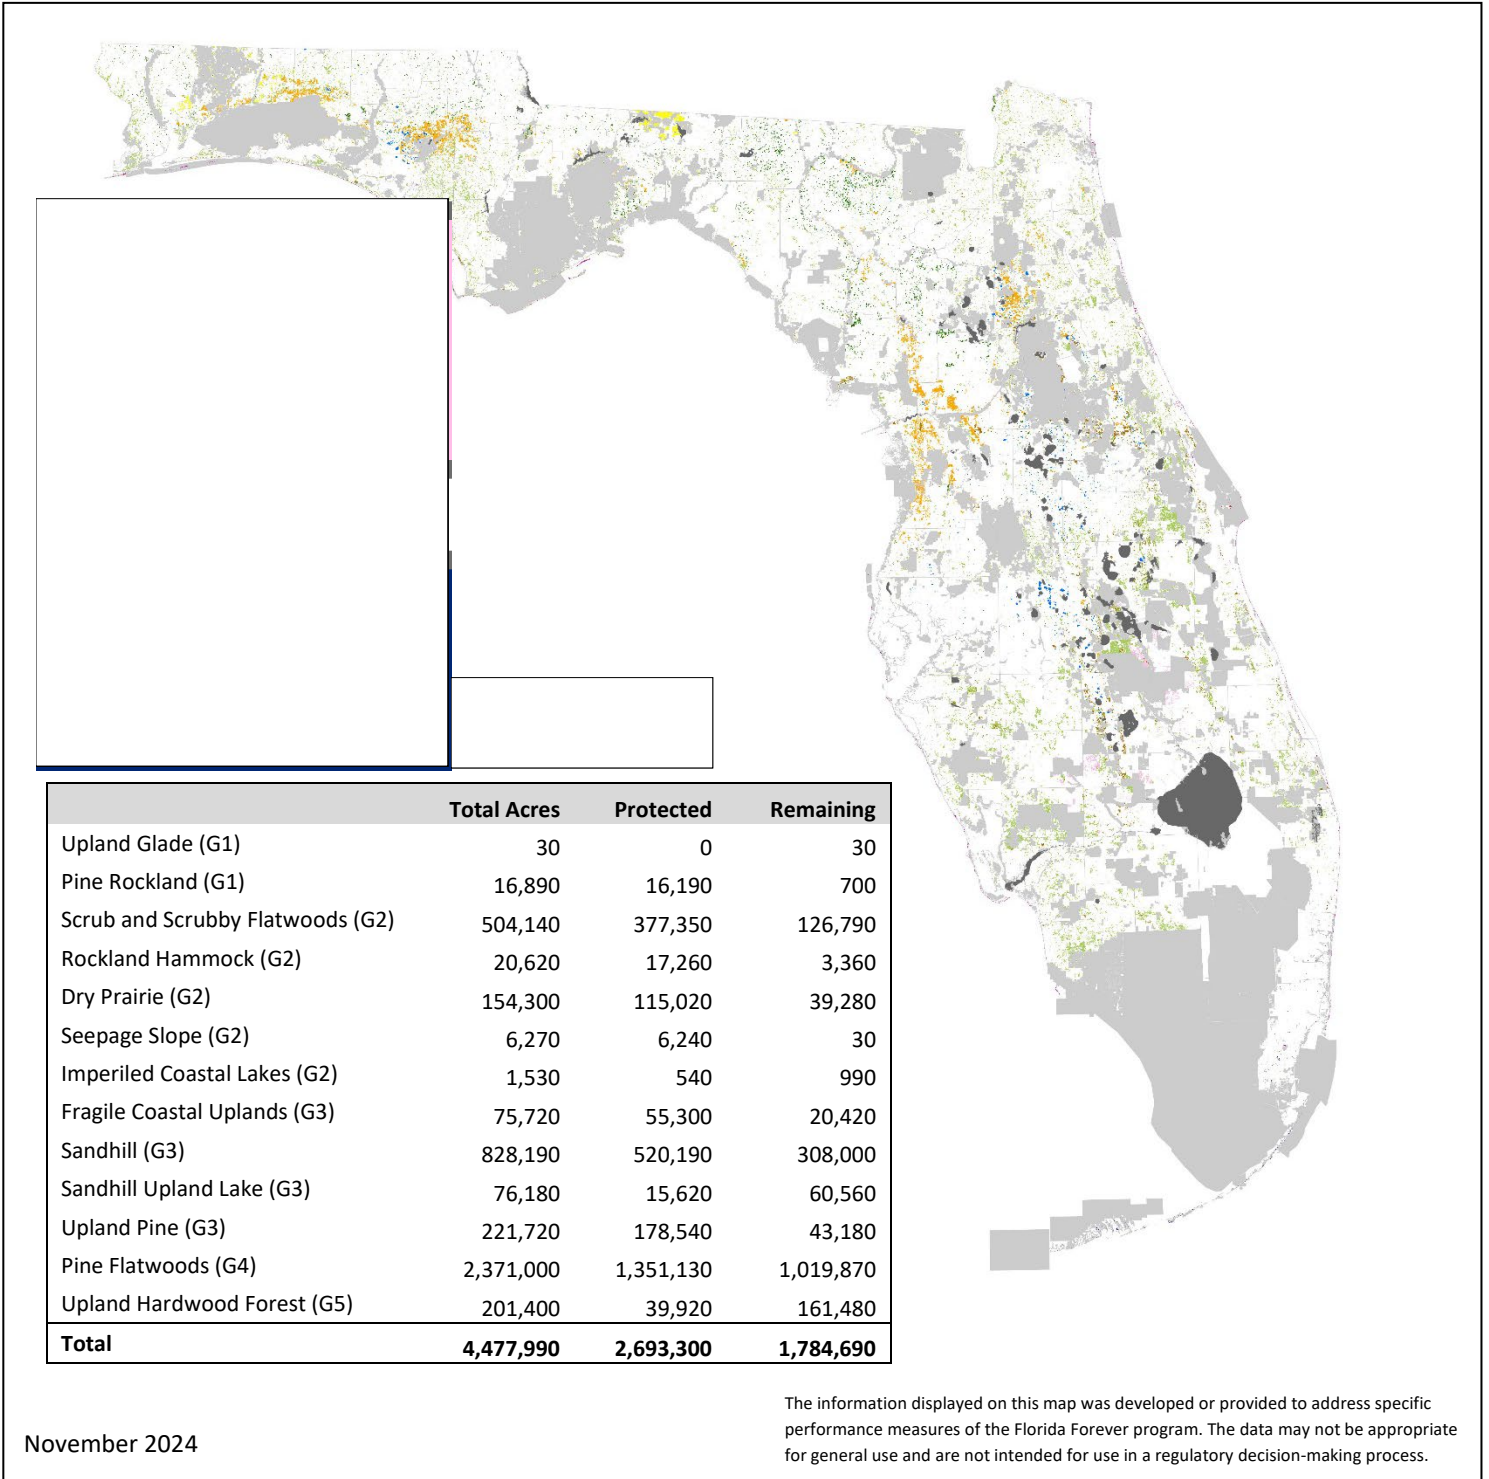 Total Acres Protected Remaining
Upland Glade (G1) 30 0 30
Pine Rockland (G1) 16,890 16,190 700
Scrub and Scrubby Flatwoods (G2) 504,140 377,350 126,790
Rockland Hammock (G2) 20,620 17,260 3,360
Dry Prairie (G2) 154,300 115,020 39,280
Seepage Slope (G2) 6,270 6,240 30
Imperiled Coastal Lakes (G2) 1,530 540 990
Fragile Coastal Uplands (G3) 75,720 55,300 20,420
Sandhill (G3) 828,190 520,190 308,000
Sandhill Upland Lake (G3) 76,180 15,620 60,560
Upland Pine (G3) 221,720 178,540 43,180
Pine Flatwoods (G4) 2,371,000 1,351,130 1,019,870
Upland Hardwood Forest (G5) 201,400 39,920 161,480
Total 4,477,990 2,693,300 1,784,690
The information displayed on this map was developed or provided to address specific
performance measures of the Florida Forever program. The data may not be appropriate
for general use and are not intended for use in a regulatory decision-making process.
November 2024